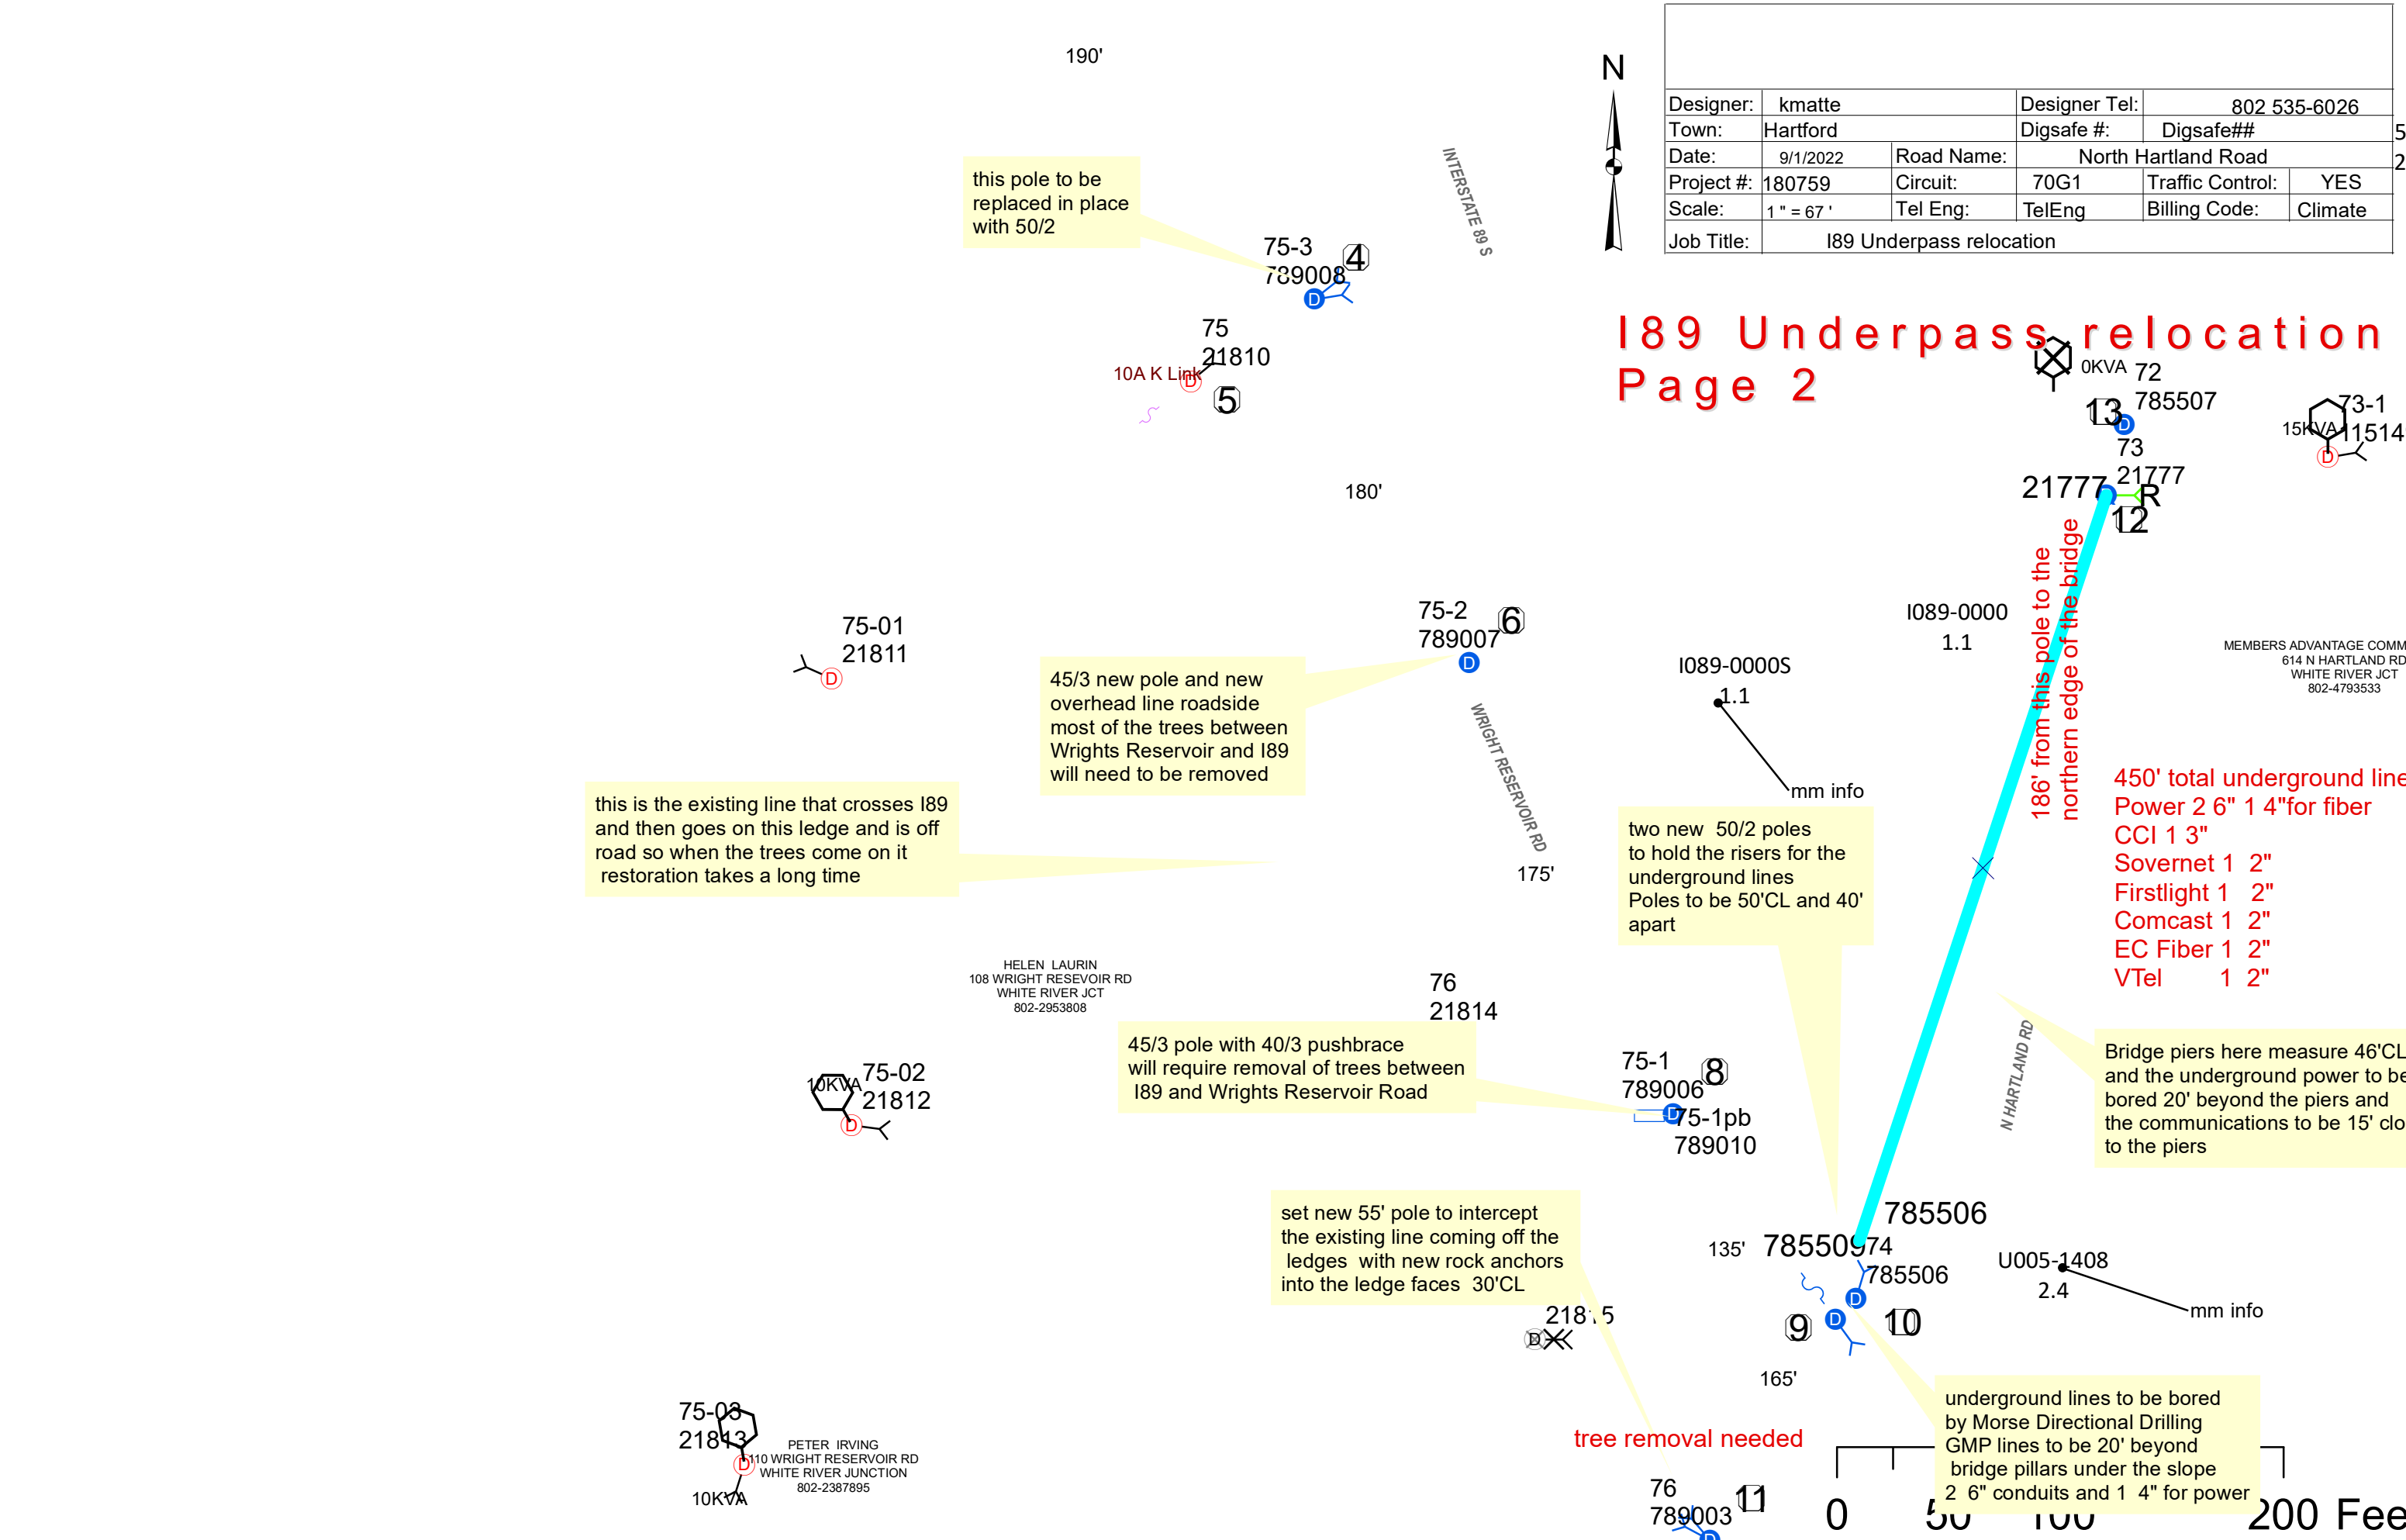 190'
N
Designer: kmatte Designer Tel: 802 535-6026
Town: Hartford Digsafe #: Digsafe##
Date: 9/1/2022 Road Name: North Hartland Road
Project #: 180759 Circuit: 70G1 Traffic Control: YES
Scale: 1 " = 67 ' Tel Eng: TelEng Billing Code: Climate
Job Title: I89 Underpass relocation
5
2
I89 Underpass relocation
Page 2
this pole to be
replaced in place
with 50/2
75-3
789008
4
D
INTERSTATE 89 S
75
21810
10A K Link
D
5
180'
0KVA
72
785507
13
D
73
21777
21777
R
12
73-1
11514
15KVA
D
75-01
21811
D
75-2
789007
6
D
45/3 new pole and new
overhead line roadside
most of the trees between
Wrights Reservoir and I89
will need to be removed
WRIGHT RESERVOIR RD
I089-0000S
1.1
mm info
I089-0000
1.1
186' from this pole to the
northern edge of the bridge
MEMBERS ADVANTAGE COMM
614 N HARTLAND RD
WHITE RIVER JCT
802-4793533
this is the existing line that crosses I89
and then goes on this ledge and is off
road so when the trees come on it
restoration takes a long time
175'
two new 50/2 poles
to hold the risers for the
underground lines
Poles to be 50'CL and 40'
apart
450' total underground line
Power 2 6" 1 4"for fiber
CCI 1 3"
Sovernet 1 2"
Firstlight 1 2"
Comcast 1 2"
EC Fiber 1 2"
VTel 1 2"
HELEN LAURIN
108 WRIGHT RESEVOIR RD
WHITE RIVER JCT
802-2953808
76
21814
45/3 pole with 40/3 pushbrace
will require removal of trees between
I89 and Wrights Reservoir Road
75-1
789006
8
D
75-1pb
789010
N HARTLAND RD
Bridge piers here measure 46'CL
and the underground power to be
bored 20' beyond the piers and
the communications to be 15' clo
to the piers
75-02
21812
10KVA
D
set new 55' pole to intercept
the existing line coming off the
ledges with new rock anchors
into the ledge faces 30'CL
21815
D
135'
785509
785506
74
785506
D
D
9
10
U005-1408
2.4
mm info
165'
tree removal needed
75-03
21813
D
10KVA
PETER IRVING
110 WRIGHT RESERVOIR RD
WHITE RIVER JUNCTION
802-2387895
underground lines to be bored
by Morse Directional Drilling
GMP lines to be 20' beyond
bridge pillars under the slope
2 6" conduits and 1 4" for power
76
789003
11
D
0 50 100 200 Fee